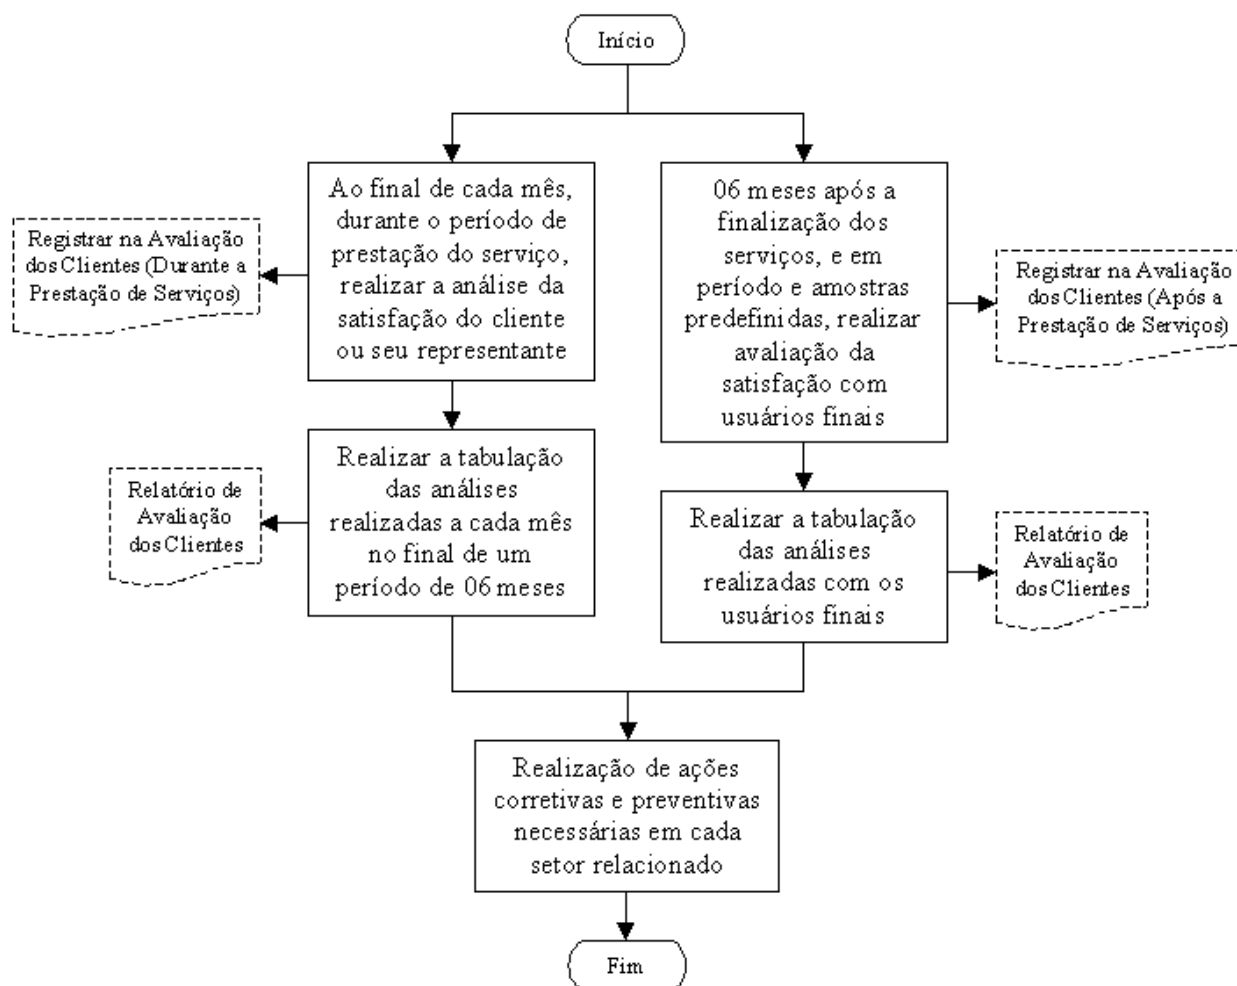 Início
Ao final de cada mês,
durante o período de
prestação do serviço,
realizar a análise da
satisfação do cliente
ou seu representante
Registrar na Avaliação
dos Clientes (Durante a
Prestação de Serviços)
06 meses após a
finalização dos
serviços, e em
período e amostras
predefinidas, realizar
avaliação da
satisfação com
usuários finais
Registrar na Avaliação
dos Clientes (Após a
Prestação de Serviços)
Realizar a tabulação
das análises
realizadas a cada mês
no final de um
período de 06 meses
Relatório de
Avaliação
dos Clientes
Realizar a tabulação
das análises
realizadas com os
usuários finais
Relatório de
Avaliação
dos Clientes
Realização de ações
corretivas e preventivas
necessárias em cada
setor relacionado
Fim